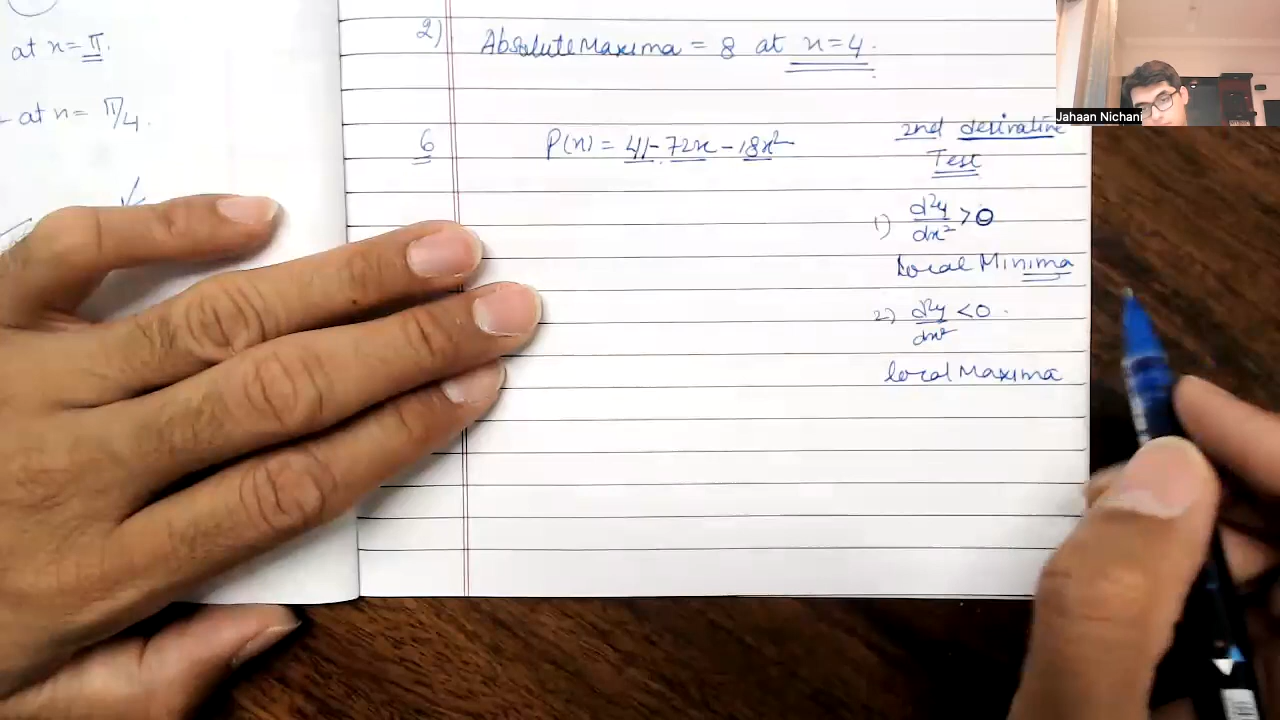 at x = π.
at x = π/4.
2) Absolute Maxima = 8 at x = 4.
Jahaan Nichani
6 P(x) = 41 - 72x - 18x²
2nd derivative
Test
1) d²y/dx² > 0
Local Minima
2) d²y/dx² < 0.
local Maxima